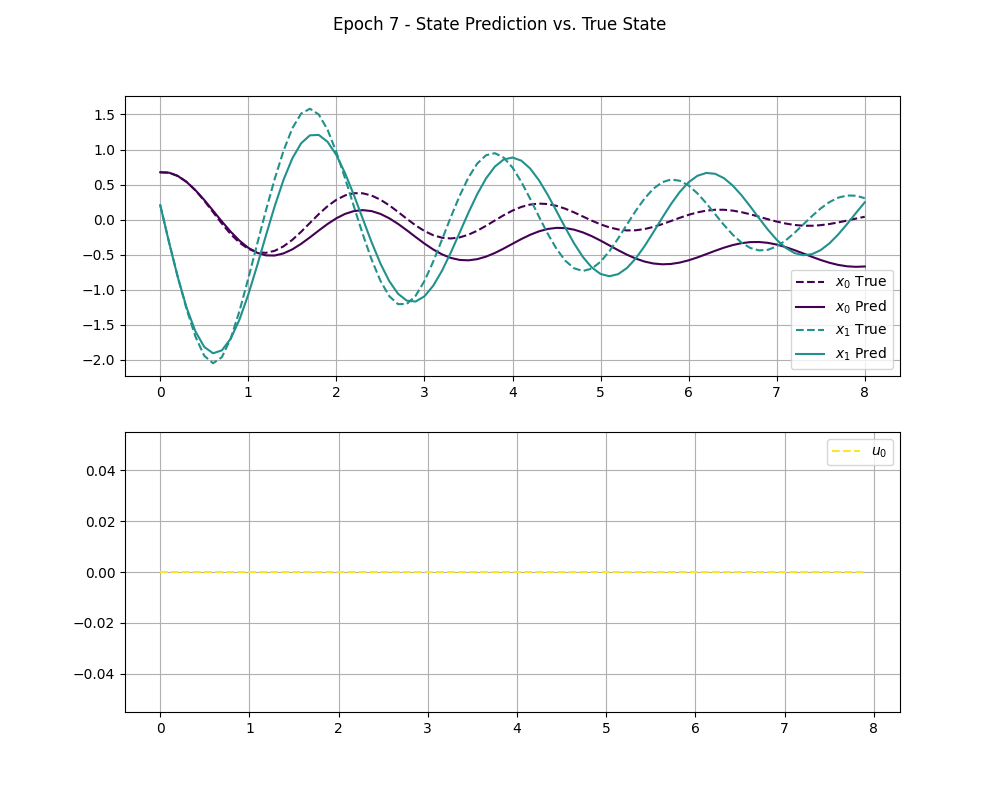 Epoch 7 - State Prediction vs. True State
1.5
1.0
0.5
0.0
−0.5
−1.0
−1.5
−2.0
x₀ True
x₀ Pred
x₁ True
x₁ Pred
0 1 2 3 4 5 6 7 8
u₀
0.04
0.02
0.00
−0.02
−0.04
0 1 2 3 4 5 6 7 8